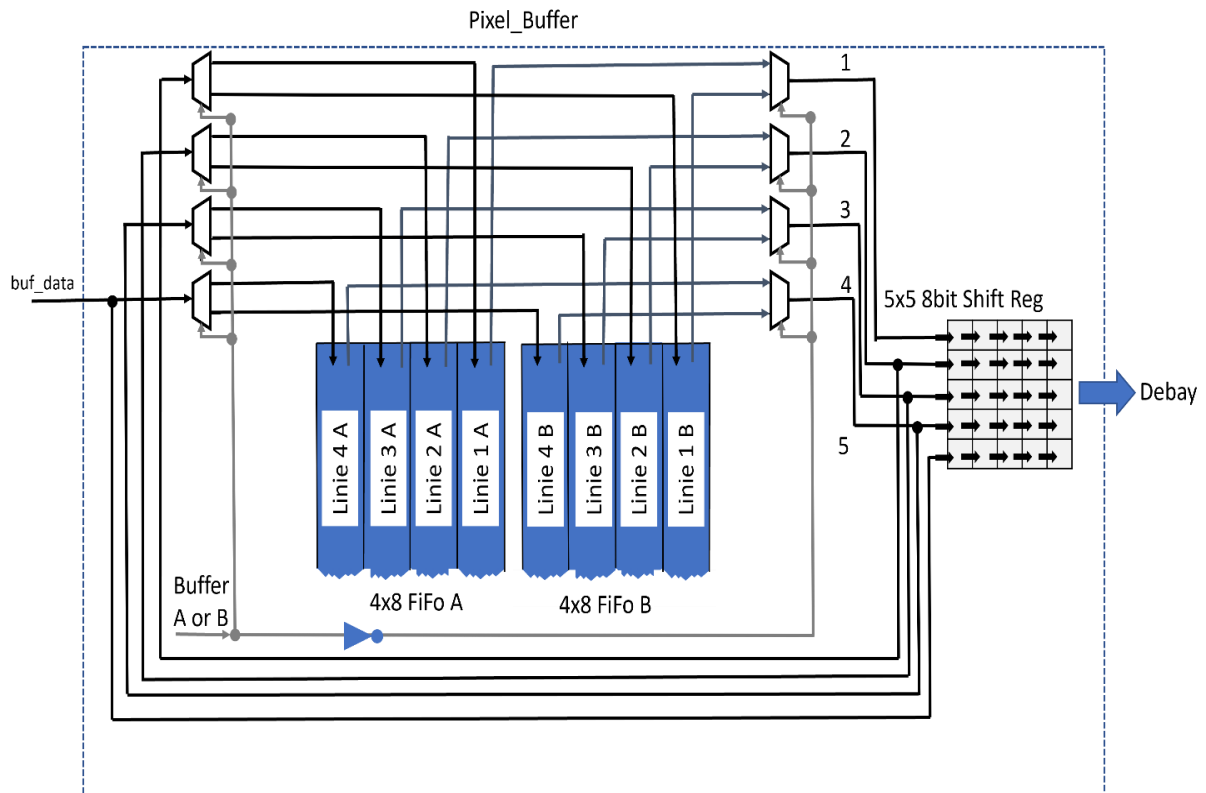 Pixel_Buffer
1
2
3
4
buf_data
5x5 8bit Shift Reg
Debay
5
Linie 4 A
Linie 3 A
Linie 2 A
Linie 1 A
Linie 4 B
Linie 3 B
Linie 2 B
Linie 1 B
Buffer
A or B
4x8 FiFo A
4x8 FiFo B